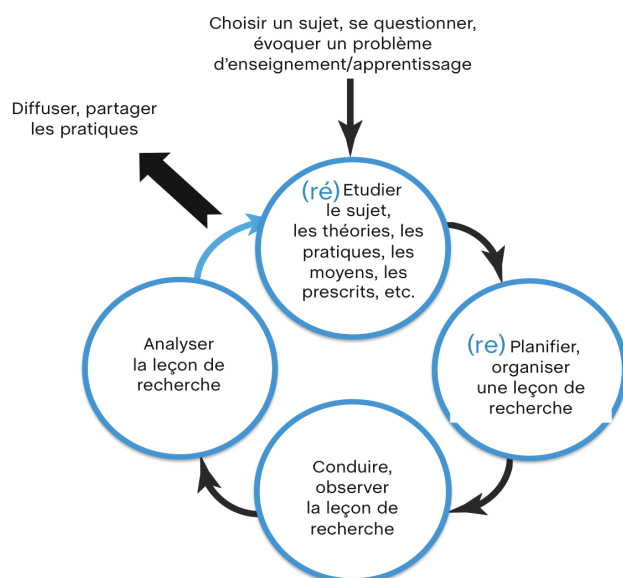 Choisir un sujet, se questionner,
évoquer un problème
d'enseignement/apprentissage
Diffuser, partager
les pratiques
(ré) Etudier
le sujet,
les théories, les
pratiques, les
moyens, les
prescrits, etc.
(re) Planifier,
organiser
une leçon de
recherche
Conduire,
observer
la leçon de
recherche
Analyser
la leçon de
recherche